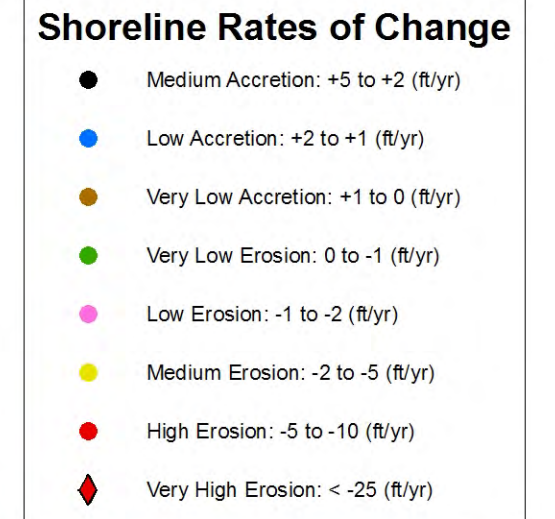 Shoreline Rates of Change
Medium Accretion: +5 to +2 (ft/yr)
Low Accretion: +2 to +1 (ft/yr)
Very Low Accretion: +1 to 0 (ft/yr)
Very Low Erosion: 0 to -1 (ft/yr)
Low Erosion: -1 to -2 (ft/yr)
Medium Erosion: -2 to -5 (ft/yr)
High Erosion: -5 to -10 (ft/yr)
Very High Erosion: < -25 (ft/yr)